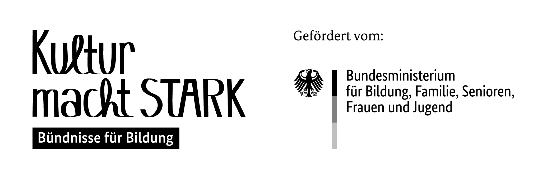 Kultur
macht STARK
Bündnisse für Bildung
Gefördert vom:
Bundesministerium
für Bildung, Familie, Senioren,
Frauen und Jugend